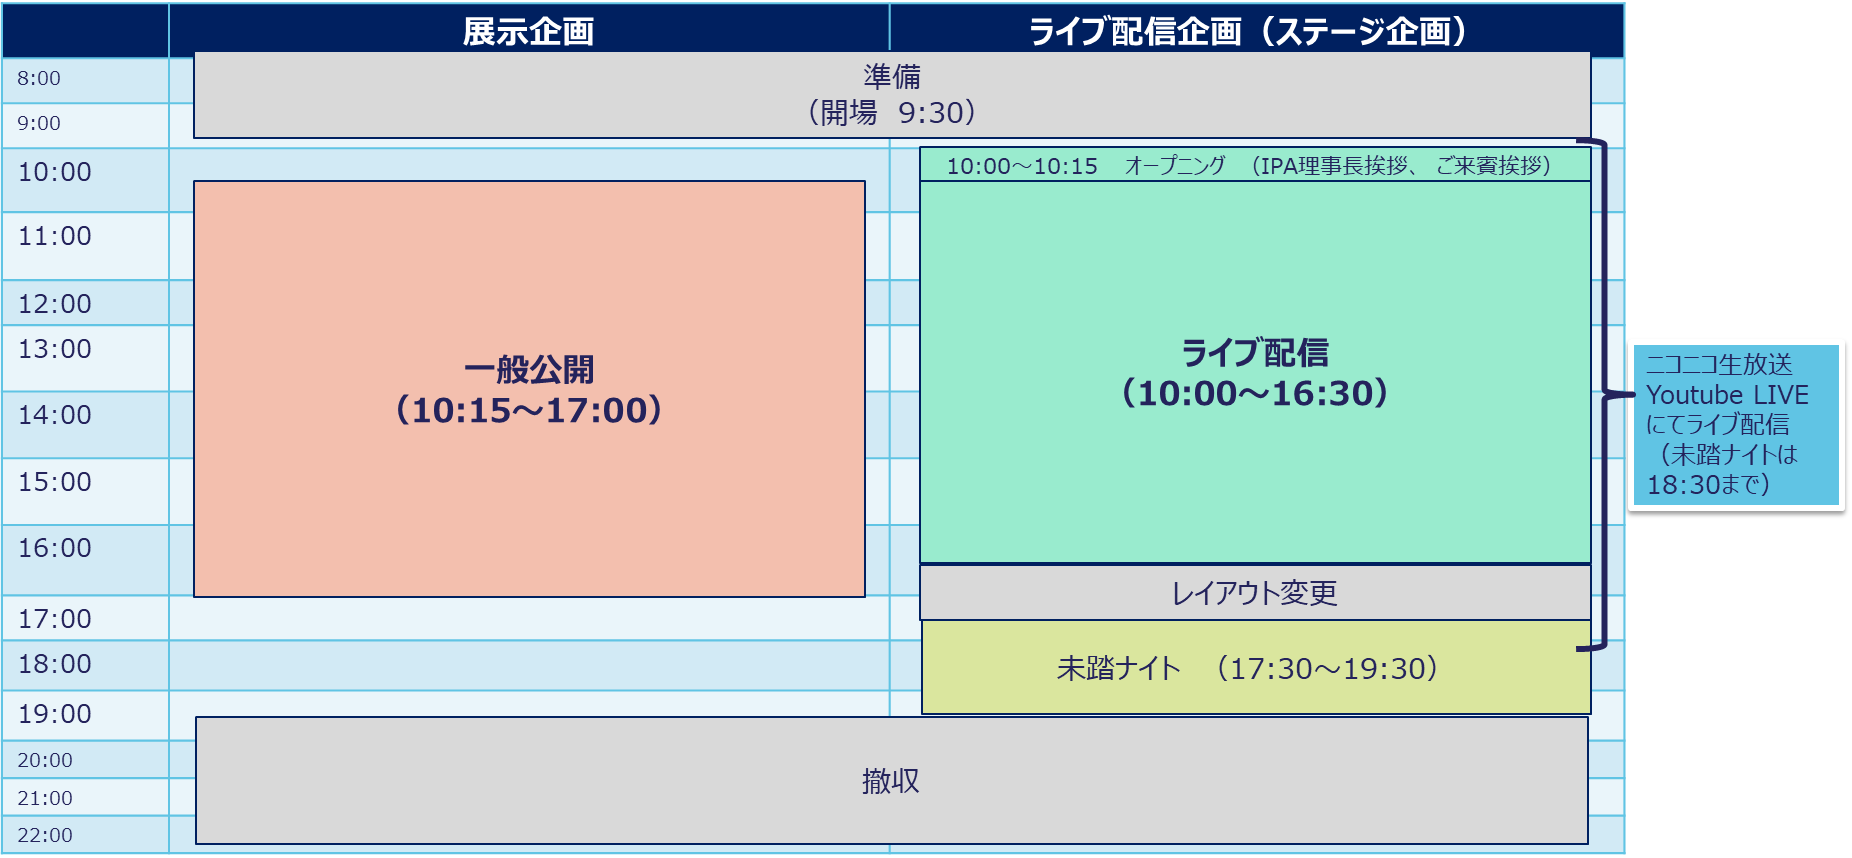 展示企画
ライブ配信企画（ステージ企画）
8:00
準備
（開場　9:30）
9:00
10:00
10:00～10:15　オープニング　（IPA理事長挨拶、ご来賓挨拶）
11:00
12:00
13:00
一般公開
（10:15～17:00）
ライブ配信
（10:00～16:30）
ニコニコ生放送
Youtube LIVE
にてライブ配信
（未踏ナイトは
18:30まで）
14:00
15:00
16:00
レイアウト変更
17:00
18:00
未踏ナイト　（17:30～19:30）
19:00
20:00
撤収
21:00
22:00